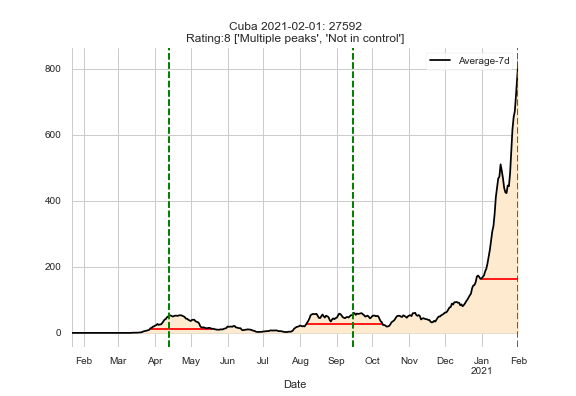 Cuba 2021-02-01: 27592
Rating:8 ['Multiple peaks', 'Not in control']
Average-7d
800
600
400
200
0
Feb Mar Apr May Jun Jul Aug Sep Oct Nov Dec Jan Feb
2021
Date